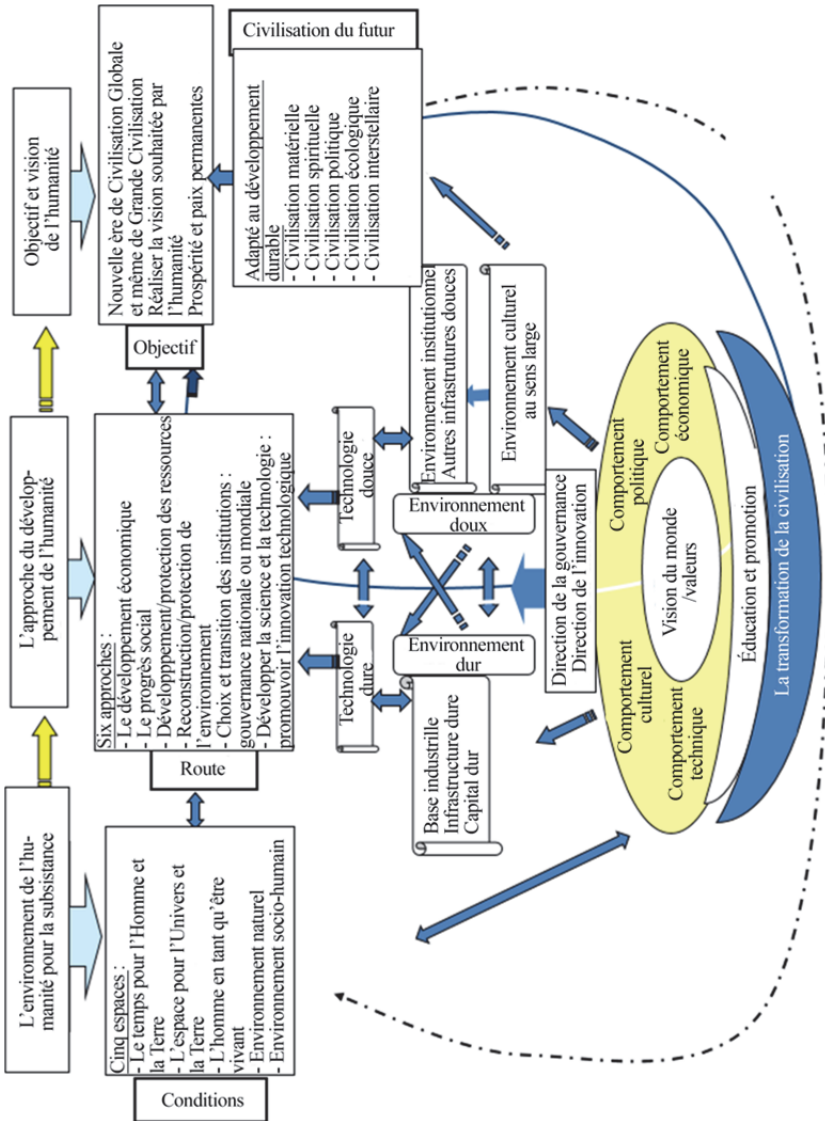 L'environnement de l'hu-
manité pour la subsistance
L'approche du dévelop-
pement de l'humanité
Objectif et vision
de l'humanité
Cinq espaces :
- Le temps pour l'Homme et
la Terre
- L'espace pour l'Univers et
la Terre
- L'homme en tant qu'être
vivant
- Environnement naturel
- Environnement socio-humain
Conditions
Six approches :
- Le développement économique
- Le progrès social
- Développpement/protection des ressources
- Reconstruction/protection de
l'environnement
- Choix et transition des institutions :
gouvernance nationale ou mondiale
- Développer la science et la technologie :
promouvoir l'innovation technologique
Route
Nouvelle ère de Civilisation Globale
et même de Grande Civilisation
Réaliser la vision souhaitée par
l'humanité
Prospérité et paix permanentes
Objectif
Civilisation du futur
Adapté au développement
durable
- Civilisation matérielle
- Civilisation spirituelle
- Civilisation politique
- Civilisation écologique
- Civilisation interstellaire
Technologie
dure
Technologie
douce
Base industrille
Infrastructure dure
Capital dur
Environnement
dur
Environnement
doux
Environnement institutionnel
Autres infrastrutures douces
Environnement culturel
au sens large
Direction de la gouvernance
Direction de l'innovation
Comportement
culturel
Comportement
politique
Comportement
technique
Vision du monde
/valeurs
Comportement
économique
Éducation et promotion
La transformation de la civilisation